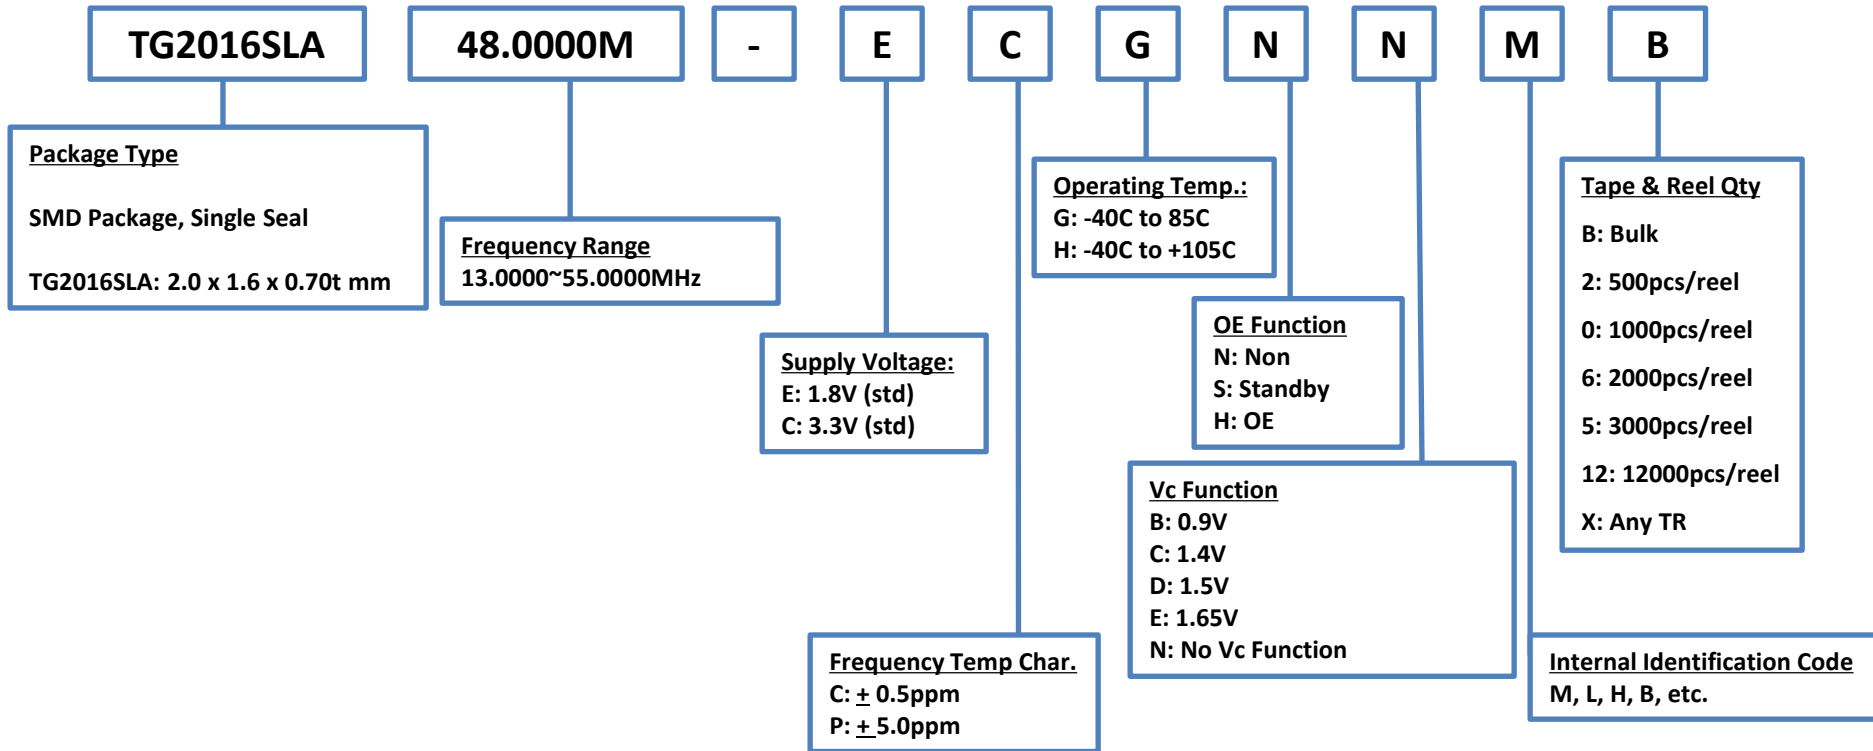 TG2016SLA 48.0000M - E C G N N M B
Package Type
SMD Package, Single Seal
TG2016SLA: 2.0 x 1.6 x 0.70t mm
Frequency Range
13.0000~55.0000MHz
Supply Voltage:
E: 1.8V (std)
C: 3.3V (std)
Frequency Temp Char.
C: ± 0.5ppm
P: ± 5.0ppm
Operating Temp.:
G: -40C to 85C
H: -40C to +105C
OE Function
N: Non
S: Standby
H: OE
Vc Function
B: 0.9V
C: 1.4V
D: 1.5V
E: 1.65V
N: No Vc Function
Internal Identification Code
M, L, H, B, etc.
Tape & Reel Qty
B: Bulk
2: 500pcs/reel
0: 1000pcs/reel
6: 2000pcs/reel
5: 3000pcs/reel
12: 12000pcs/reel
X: Any TR